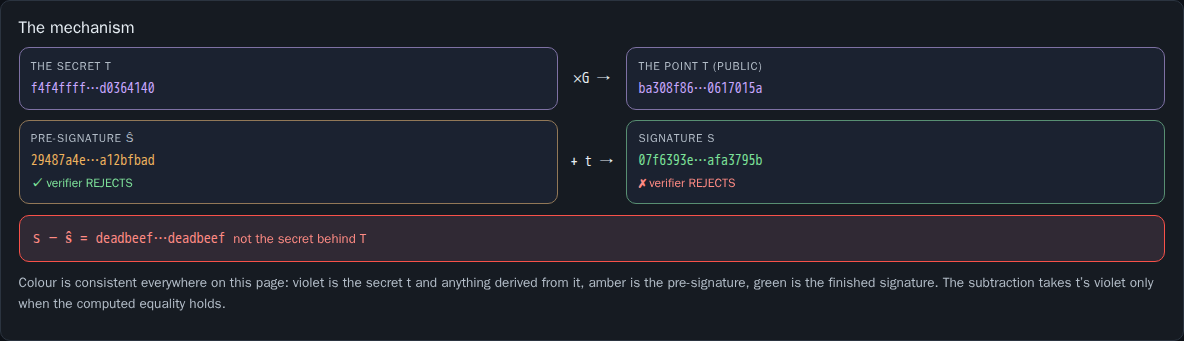 The mechanism
THE SECRET T
f4f4ffff⋯d0364140
×G →
THE POINT T (PUBLIC)
ba308f86⋯0617015a
PRE-SIGNATURE Ŝ
29487a4e⋯a12bfbad
✓ verifier REJECTS
+ t →
SIGNATURE S
07f6393e⋯afa3795b
✗ verifier REJECTS
s − ŝ = deadbeef⋯deadbeef not the secret behind T
Colour is consistent everywhere on this page: violet is the secret t and anything derived from it, amber is the pre-signature, green is the finished signature. The subtraction takes t's violet only
when the computed equality holds.